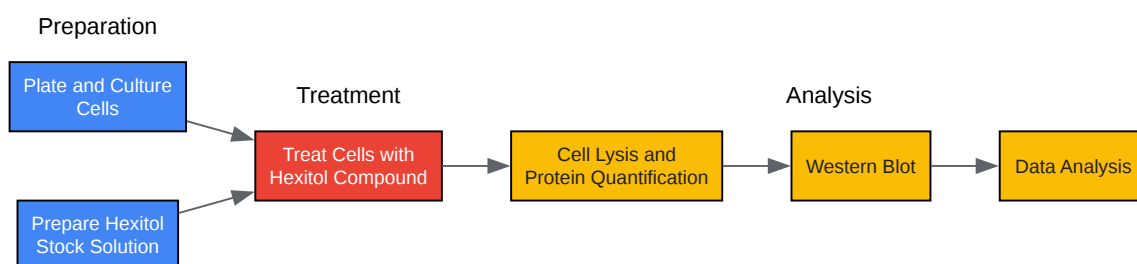 Preparation
Plate and Culture
Cells
Prepare Hexitol
Stock Solution
Treatment
Treat Cells with
Hexitol Compound
Analysis
Cell Lysis and
Protein Quantification
Western Blot
Data Analysis